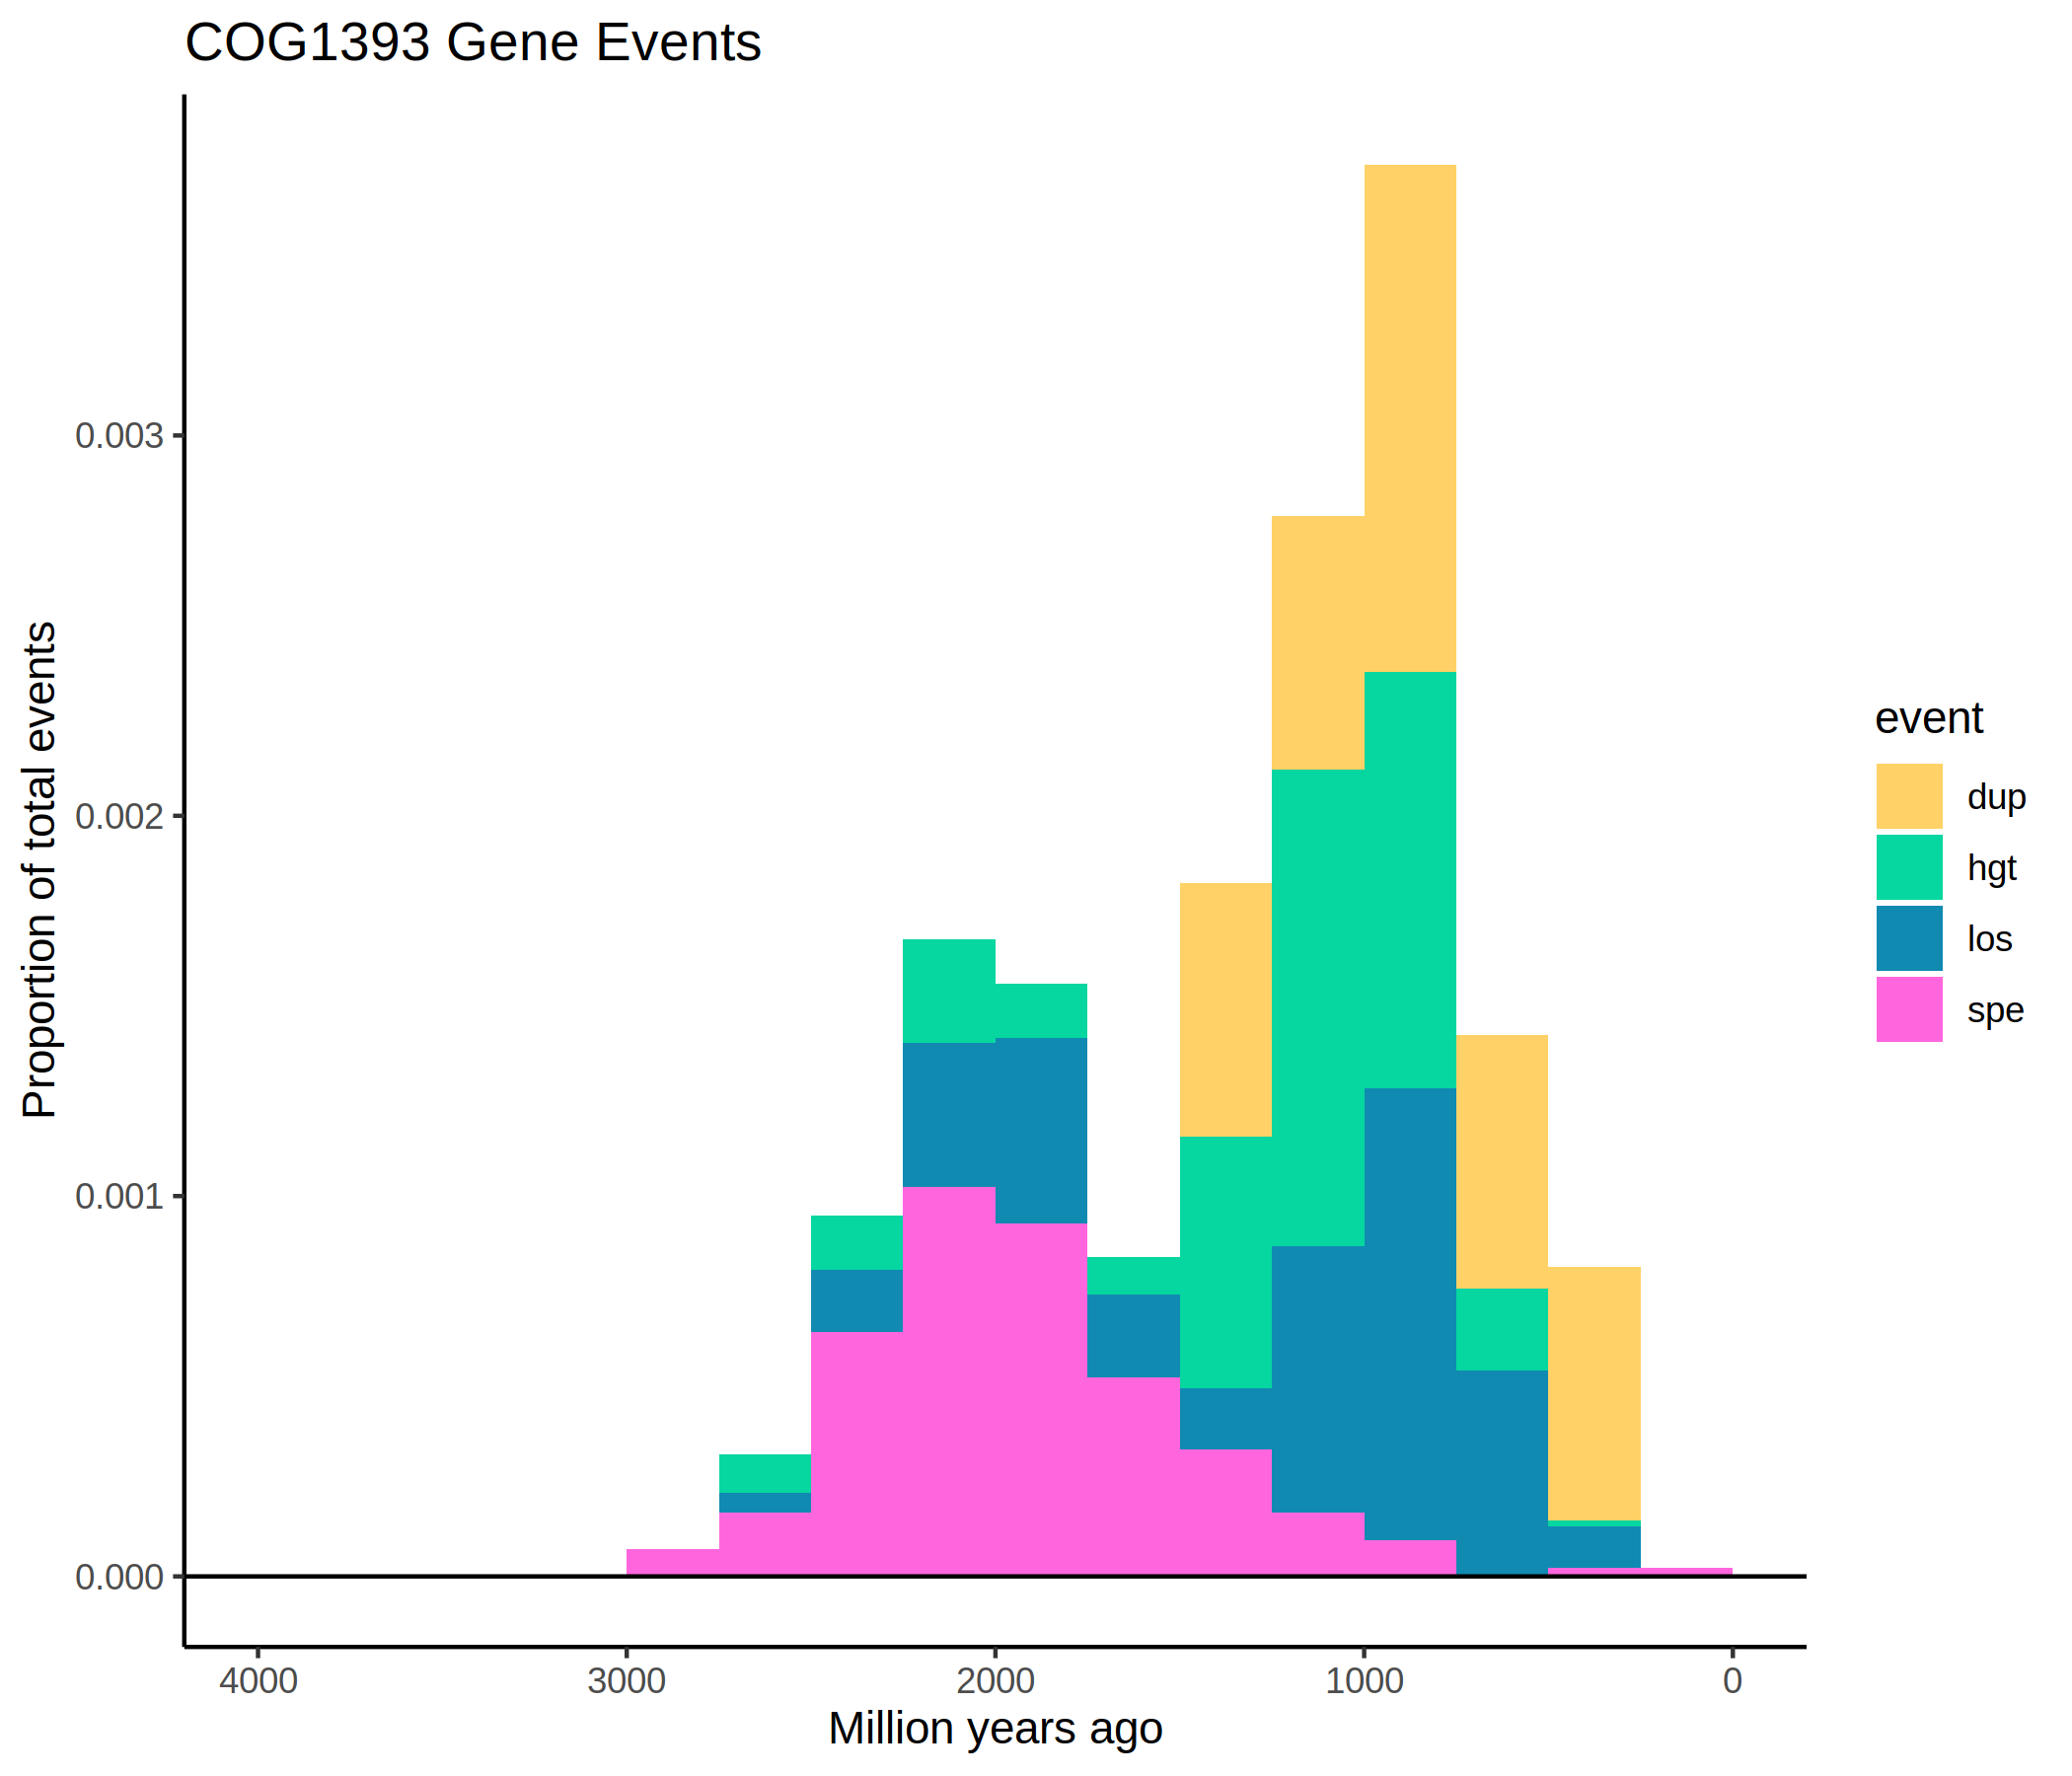 COG1393 Gene Events
Proportion of total events
0.003
0.002
0.001
0.000
4000 3000 2000 1000 0
Million years ago
event
dup
hgt
los
spe